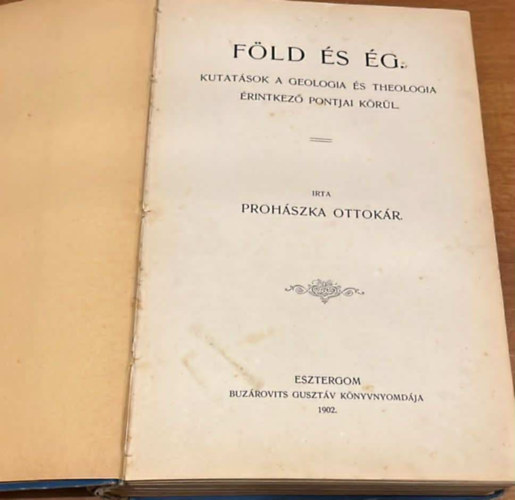 FÖLD ÉS ÉG.
KUTATÁSOK A GEOLOGIA ÉS THEOLOGIA
ÉRINTKEZŐ PONTJAI KÖRÜL.
IRTA
PROHÁSZKA OTTOKÁR.
ESZTERGOM
BUZÁROVITS GUSZTÁV KÖNYVNYOMDÁJA
1902.